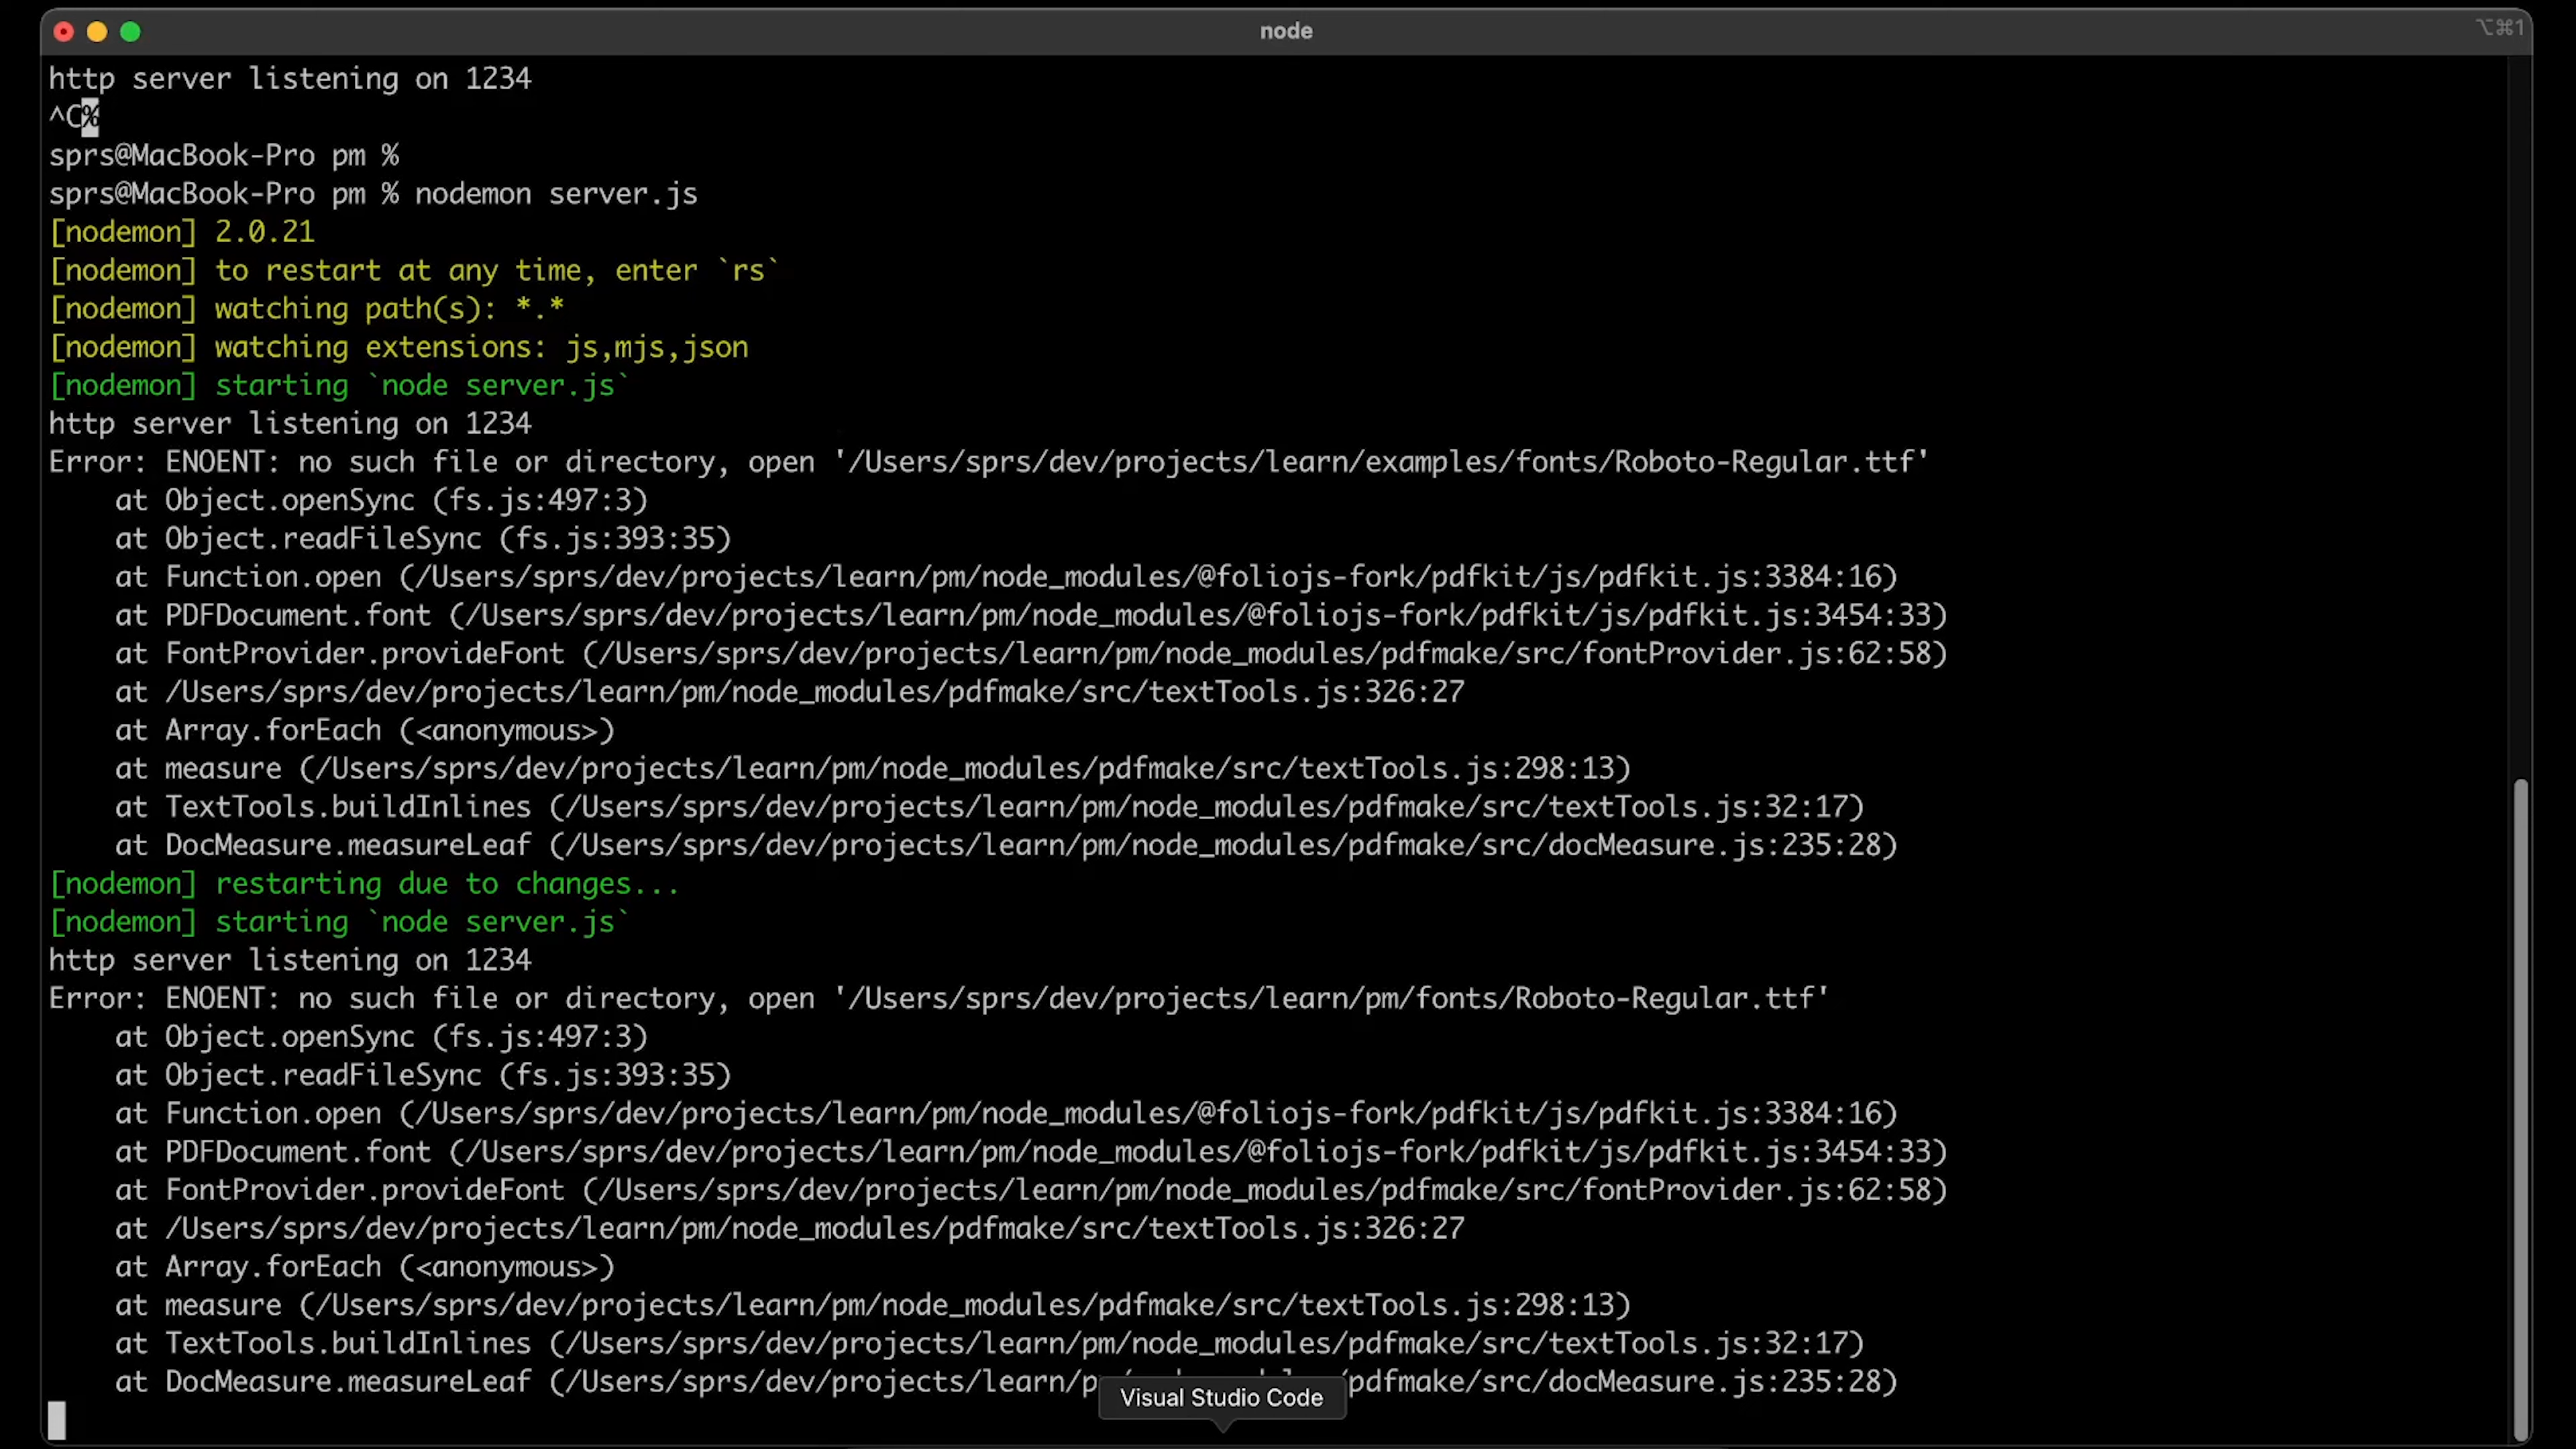 node
⌥⌘1
http server listening on 1234
^C%
sprs@MacBook-Pro pm %
sprs@MacBook-Pro pm % nodemon server.js
[nodemon] 2.0.21
[nodemon] to restart at any time, enter `rs`
[nodemon] watching path(s): *.*
[nodemon] watching extensions: js,mjs,json
[nodemon] starting `node server.js`
http server listening on 1234
Error: ENOENT: no such file or directory, open '/Users/sprs/dev/projects/learn/examples/fonts/Roboto-Regular.ttf'
    at Object.openSync (fs.js:497:3)
    at Object.readFileSync (fs.js:393:35)
    at Function.open (/Users/sprs/dev/projects/learn/pm/node_modules/@foliojs-fork/pdfkit/js/pdfkit.js:3384:16)
    at PDFDocument.font (/Users/sprs/dev/projects/learn/pm/node_modules/@foliojs-fork/pdfkit/js/pdfkit.js:3454:33)
    at FontProvider.provideFont (/Users/sprs/dev/projects/learn/pm/node_modules/pdfmake/src/fontProvider.js:62:58)
    at /Users/sprs/dev/projects/learn/pm/node_modules/pdfmake/src/textTools.js:326:27
    at Array.forEach (<anonymous>)
    at measure (/Users/sprs/dev/projects/learn/pm/node_modules/pdfmake/src/textTools.js:298:13)
    at TextTools.buildInlines (/Users/sprs/dev/projects/learn/pm/node_modules/pdfmake/src/textTools.js:32:17)
    at DocMeasure.measureLeaf (/Users/sprs/dev/projects/learn/pm/node_modules/pdfmake/src/docMeasure.js:235:28)
[nodemon] restarting due to changes...
[nodemon] starting `node server.js`
http server listening on 1234
Error: ENOENT: no such file or directory, open '/Users/sprs/dev/projects/learn/pm/fonts/Roboto-Regular.ttf'
    at Object.openSync (fs.js:497:3)
    at Object.readFileSync (fs.js:393:35)
    at Function.open (/Users/sprs/dev/projects/learn/pm/node_modules/@foliojs-fork/pdfkit/js/pdfkit.js:3384:16)
    at PDFDocument.font (/Users/sprs/dev/projects/learn/pm/node_modules/@foliojs-fork/pdfkit/js/pdfkit.js:3454:33)
    at FontProvider.provideFont (/Users/sprs/dev/projects/learn/pm/node_modules/pdfmake/src/fontProvider.js:62:58)
    at /Users/sprs/dev/projects/learn/pm/node_modules/pdfmake/src/textTools.js:326:27
    at Array.forEach (<anonymous>)
    at measure (/Users/sprs/dev/projects/learn/pm/node_modules/pdfmake/src/textTools.js:298:13)
    at TextTools.buildInlines (/Users/sprs/dev/projects/learn/pm/node_modules/pdfmake/src/textTools.js:32:17)
    at DocMeasure.measureLeaf (/Users/sprs/dev/projects/learn/p /pdfmake/src/docMeasure.js:235:28)
Visual Studio Code